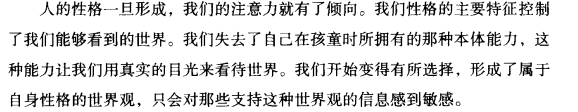 人的性格一旦形成，我们的注意力就有了倾向。我们性格的主要特征控制
了我们能够看到的世界。我们失去了自己在孩童时所拥有的那种本体能力，这
种能力让我们用真实的目光来看待世界。我们开始变得有所选择，形成了属于
自身性格的世界观，只会对那些支持这种世界观的信息感到敏感。